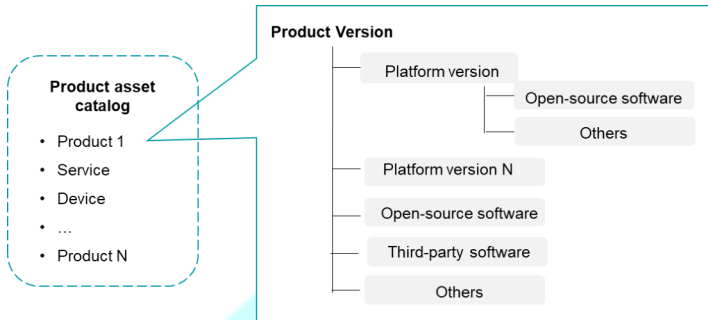 Product asset
catalog
• Product 1
• Service
• Device
• …
• Product N
Product Version
Platform version
Open-source software
Others
Platform version N
Open-source software
Third-party software
Others